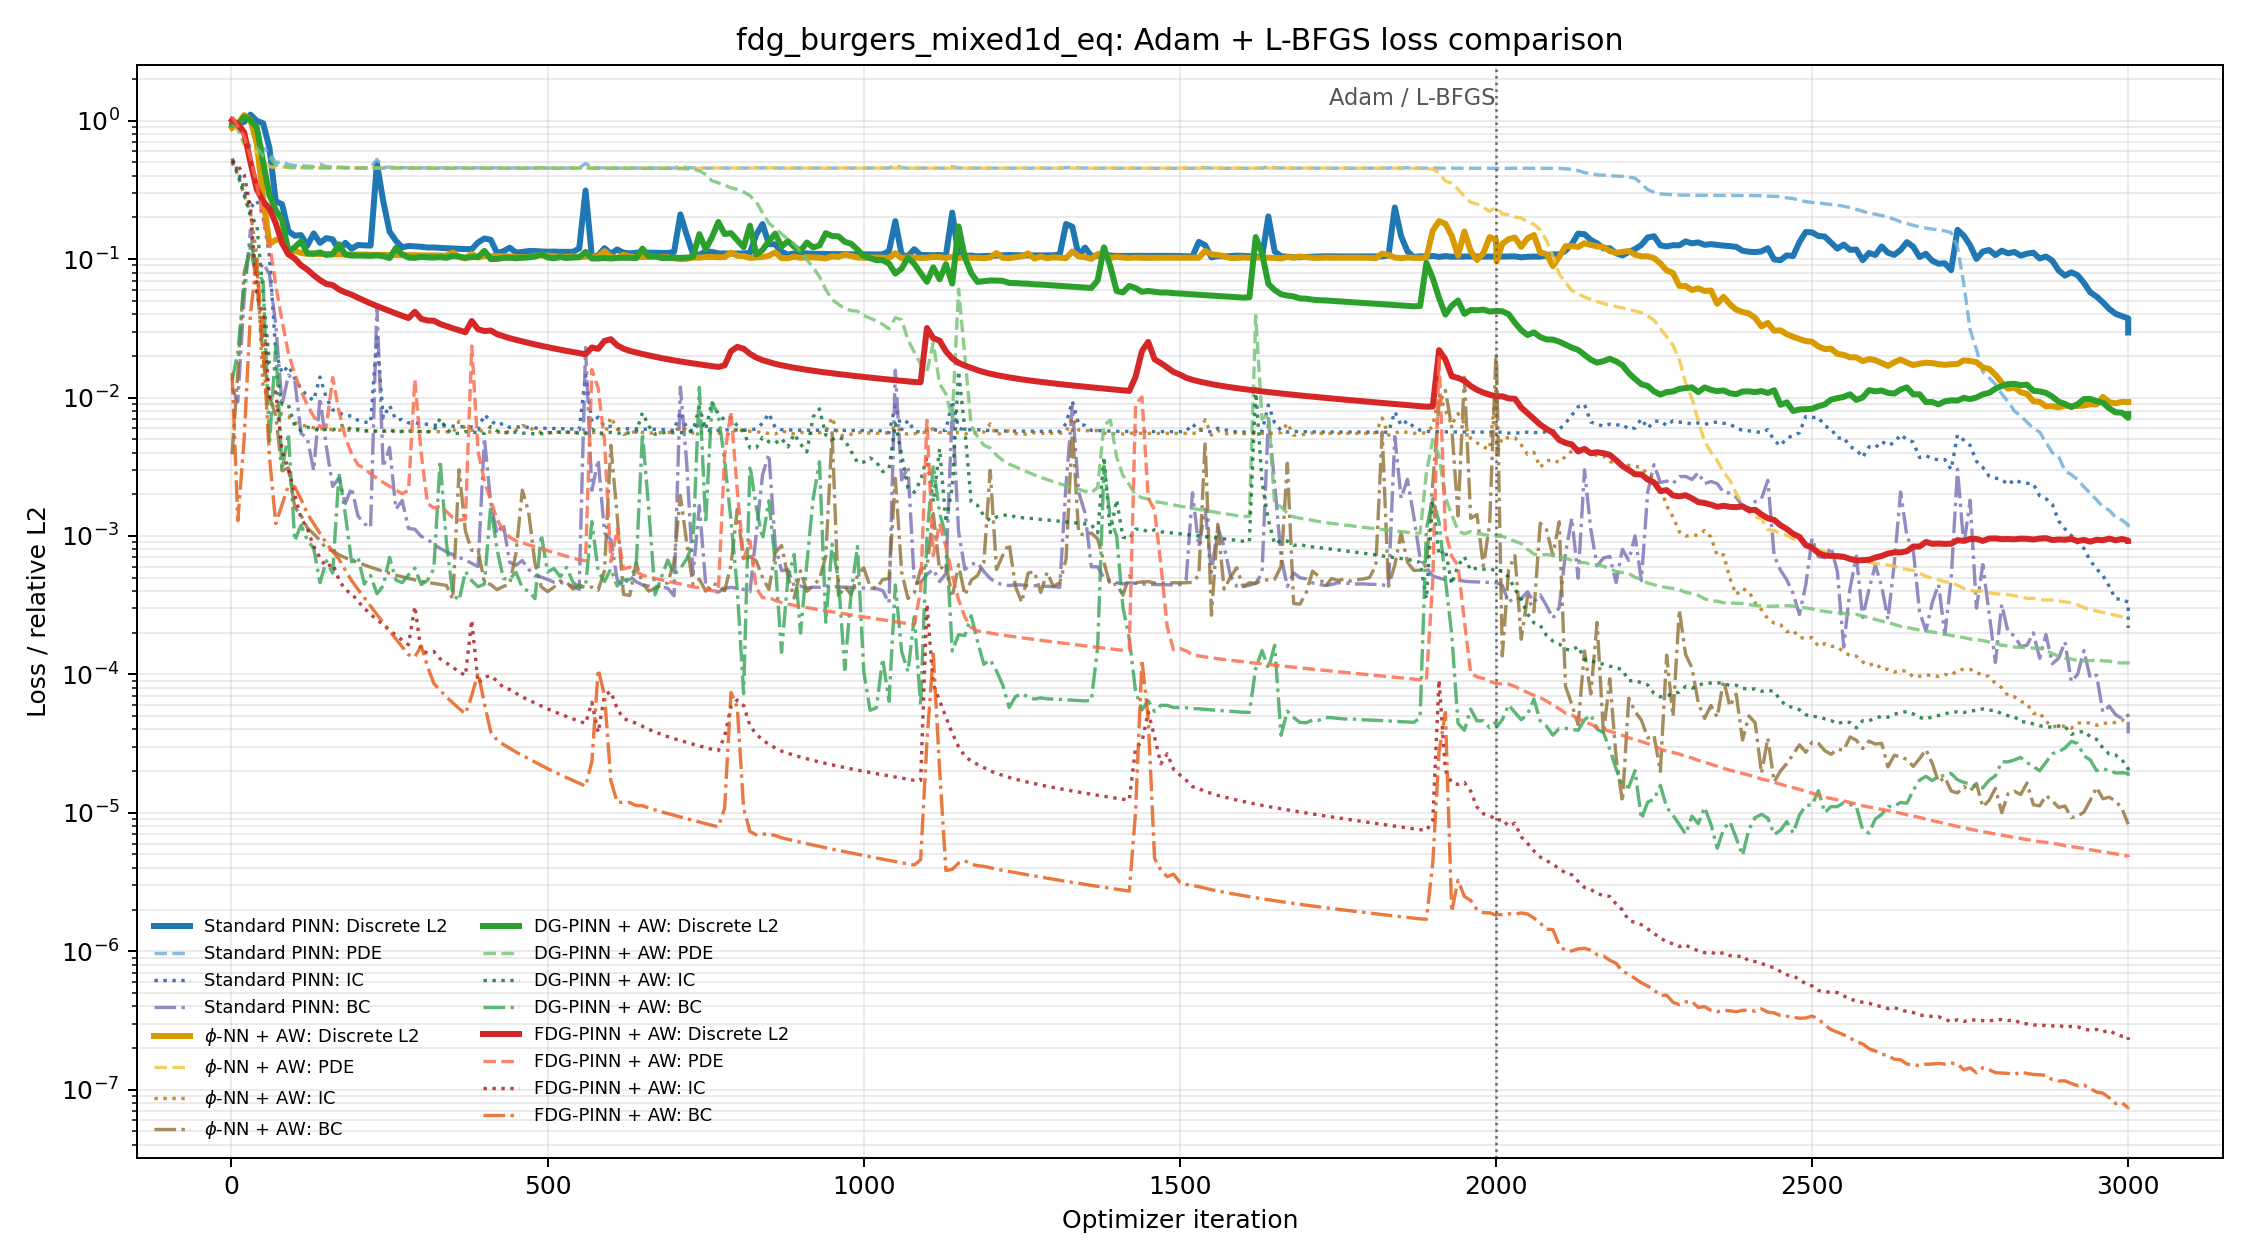 fdg_burgers_mixed1d_eq: Adam + L-BFGS loss comparison
Adam / L-BFGS
Loss / relative L2
10^0
10^-1
10^-2
10^-3
10^-4
10^-5
10^-6
10^-7
Standard PINN: Discrete L2
Standard PINN: PDE
Standard PINN: IC
Standard PINN: BC
ϕ-NN + AW: Discrete L2
ϕ-NN + AW: PDE
ϕ-NN + AW: IC
ϕ-NN + AW: BC
DG-PINN + AW: Discrete L2
DG-PINN + AW: PDE
DG-PINN + AW: IC
DG-PINN + AW: BC
FDG-PINN + AW: Discrete L2
FDG-PINN + AW: PDE
FDG-PINN + AW: IC
FDG-PINN + AW: BC
0 500 1000 1500 2000 2500 3000
Optimizer iteration